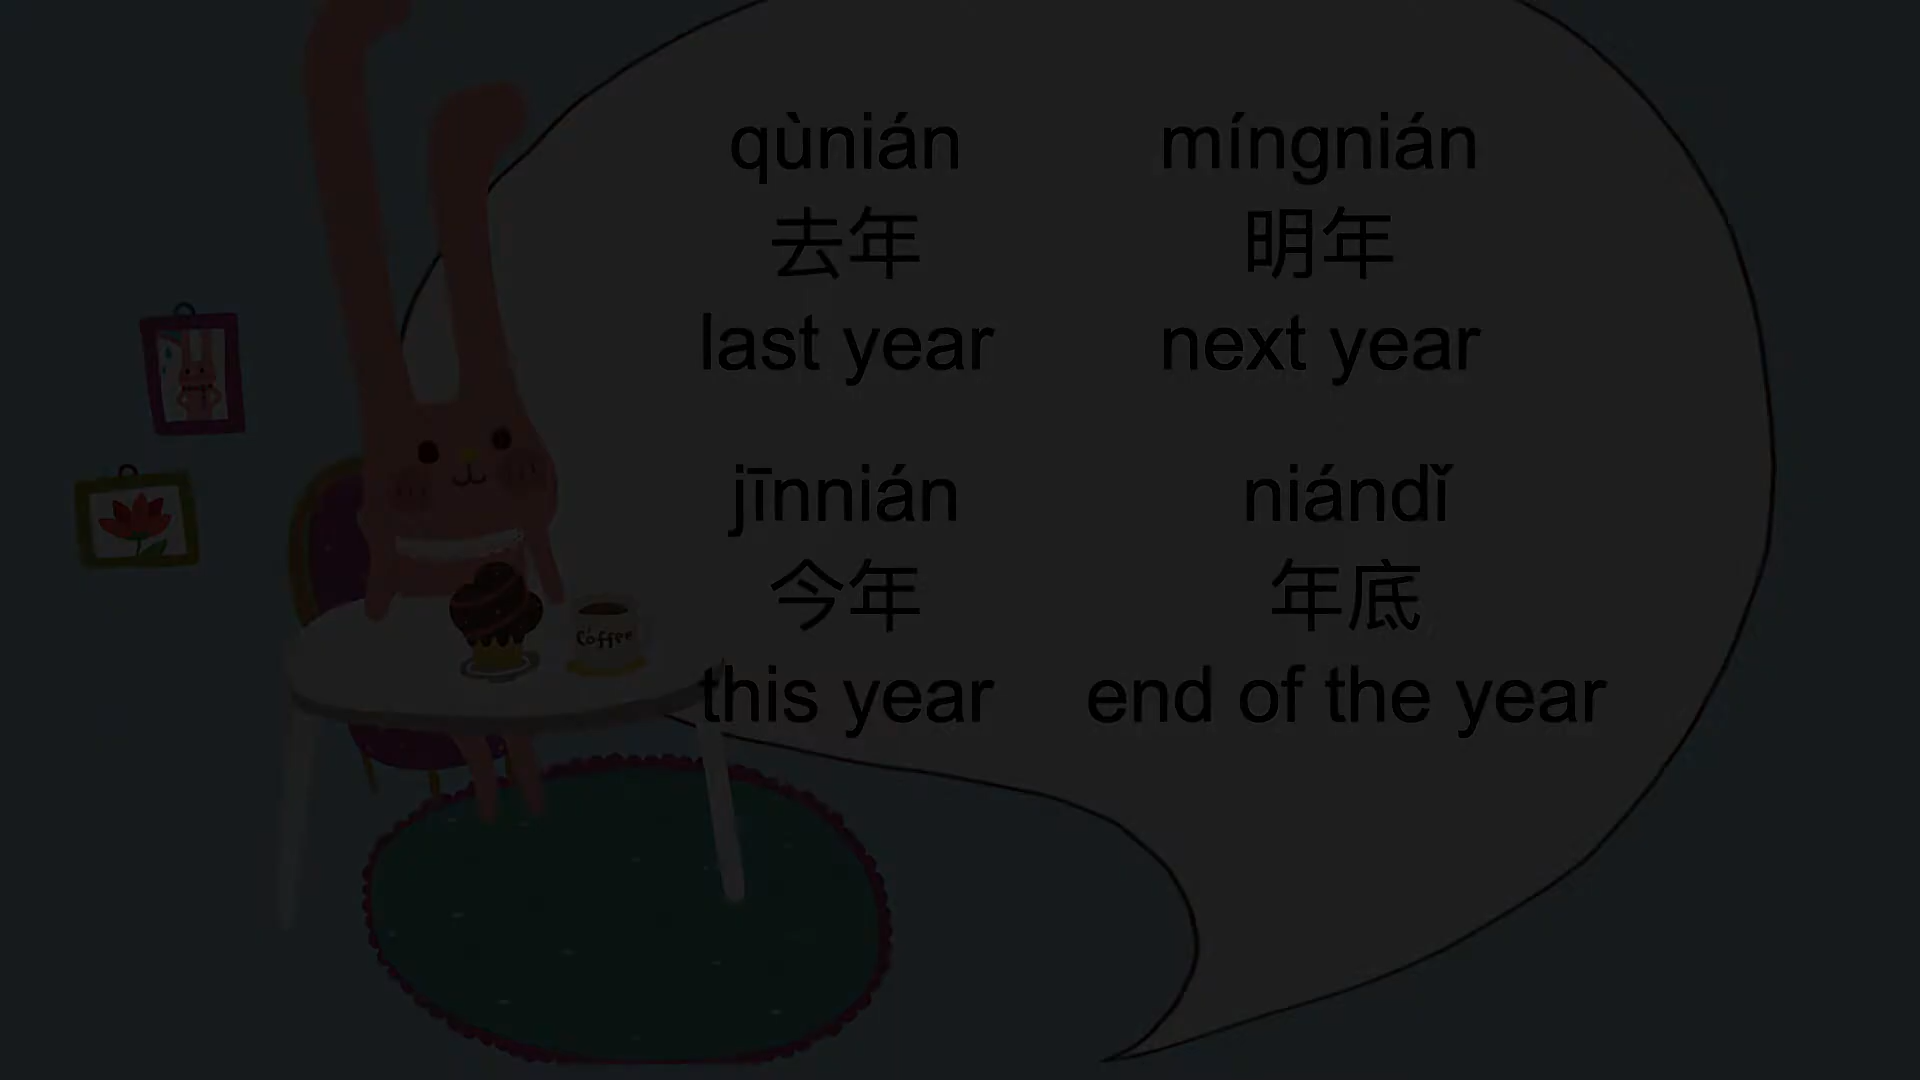 qùnián
去年
last year
míngnián
明年
next year
jīnnián
今年
this year
niándǐ
年底
end of the year
Coffee